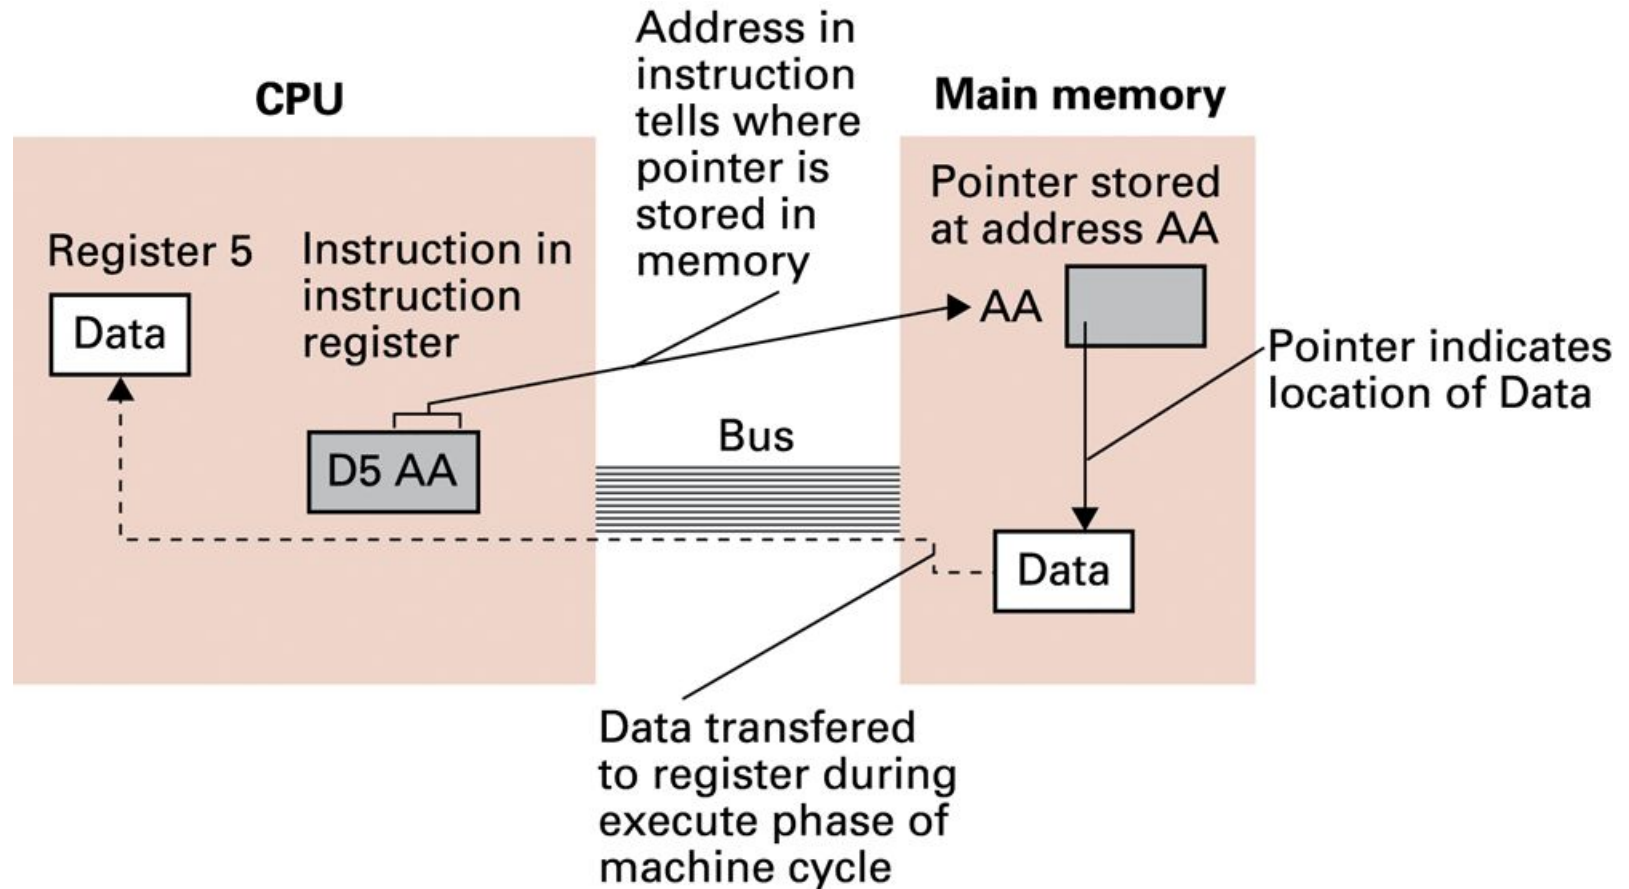 CPU
Address in
instruction
tells where
pointer is
stored in
memory
Main memory
Register 5
Data
Instruction in
instruction
register
D5 AA
Bus
Pointer stored
at address AA
AA
Pointer indicates
location of Data
Data
Data transfered
to register during
execute phase of
machine cycle